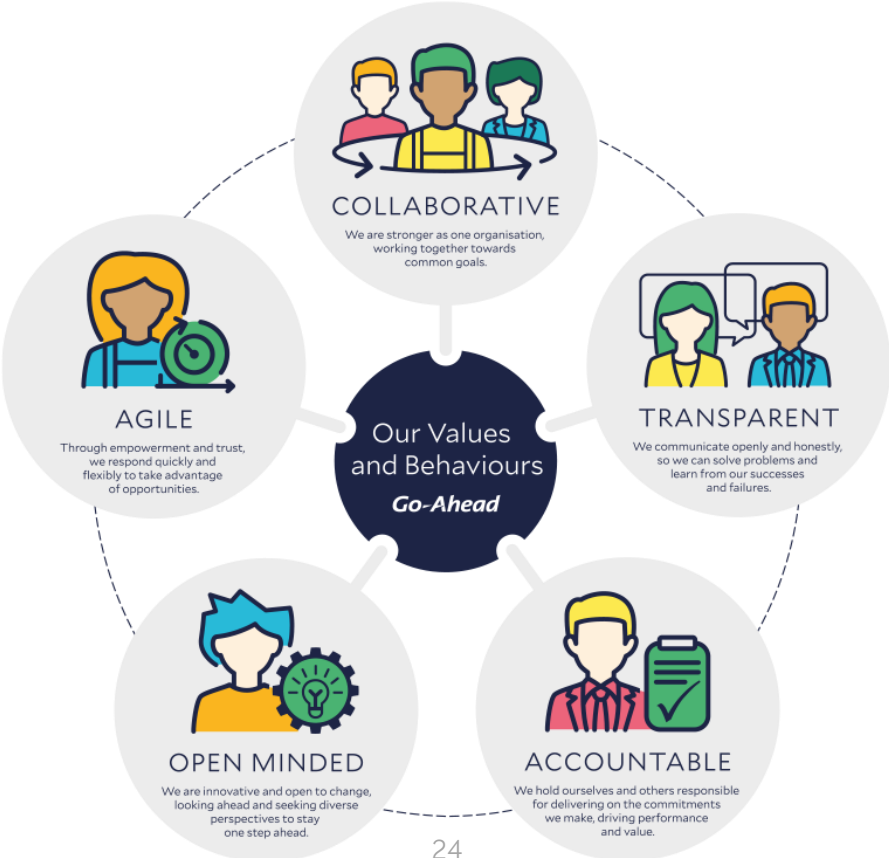 COLLABORATIVE
We are stronger as one organisation,
working together towards
common goals.
AGILE
Through empowerment and trust,
we respond quickly and
flexibly to take advantage
of opportunities.
Our Values
and Behaviours
Go-Ahead
TRANSPARENT
We communicate openly and honestly,
so we can solve problems and
learn from our successes
and failures.
OPEN MINDED
We are innovative and open to change,
looking ahead and seeking diverse
perspectives to stay
one step ahead.
ACCOUNTABLE
We hold ourselves and others responsible
for delivering on the commitments
we make, driving performance
and value.
24